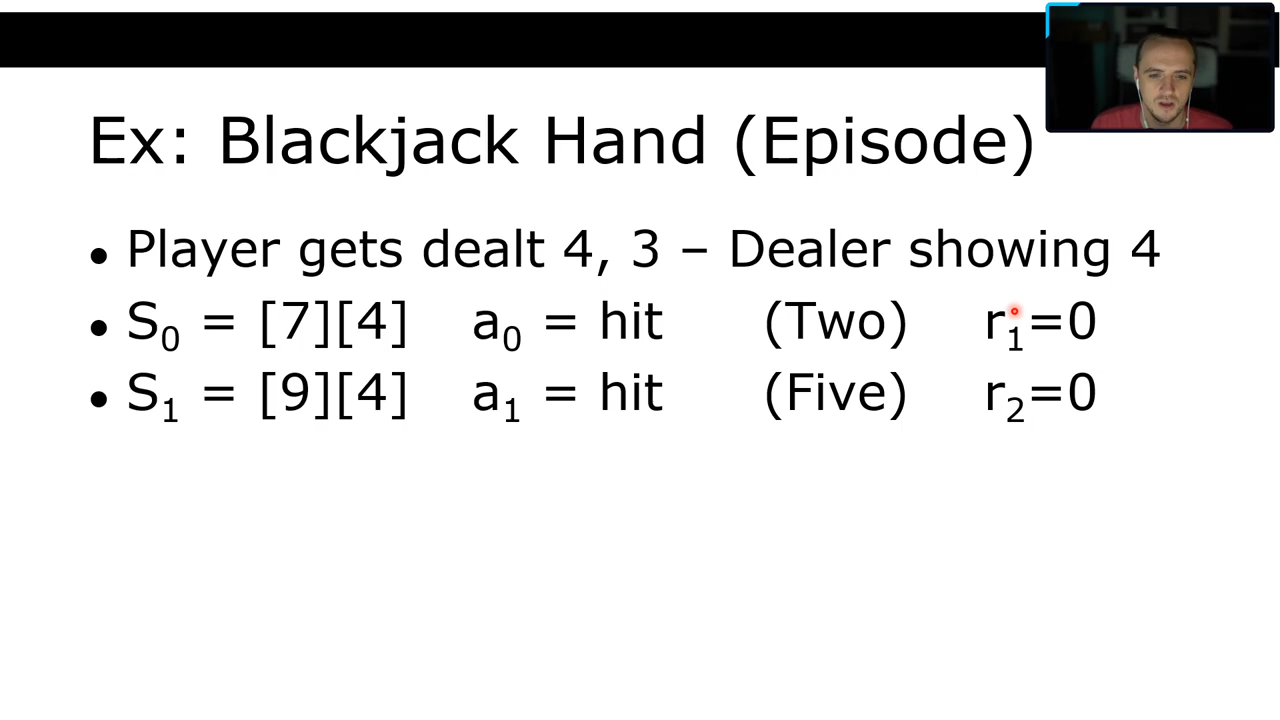 Ex: Blackjack Hand (Episode)
• Player gets dealt 4, 3 – Dealer showing 4
• S₀ = [7][4] a₀ = hit (Two) r₁=0
• S₁ = [9][4] a₁ = hit (Five) r₂=0